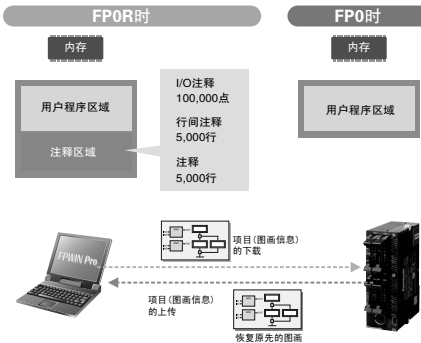 FP0R时
FP0时
内存
内存
用户程序区域
注释区域
I/O注释
100,000点
行间注释
5,000行
注释
5,000行
用户程序区域
FPWIN Pro
项目(图画信息)
的下载
项目(图画信息)
的上传
恢复原先的图画